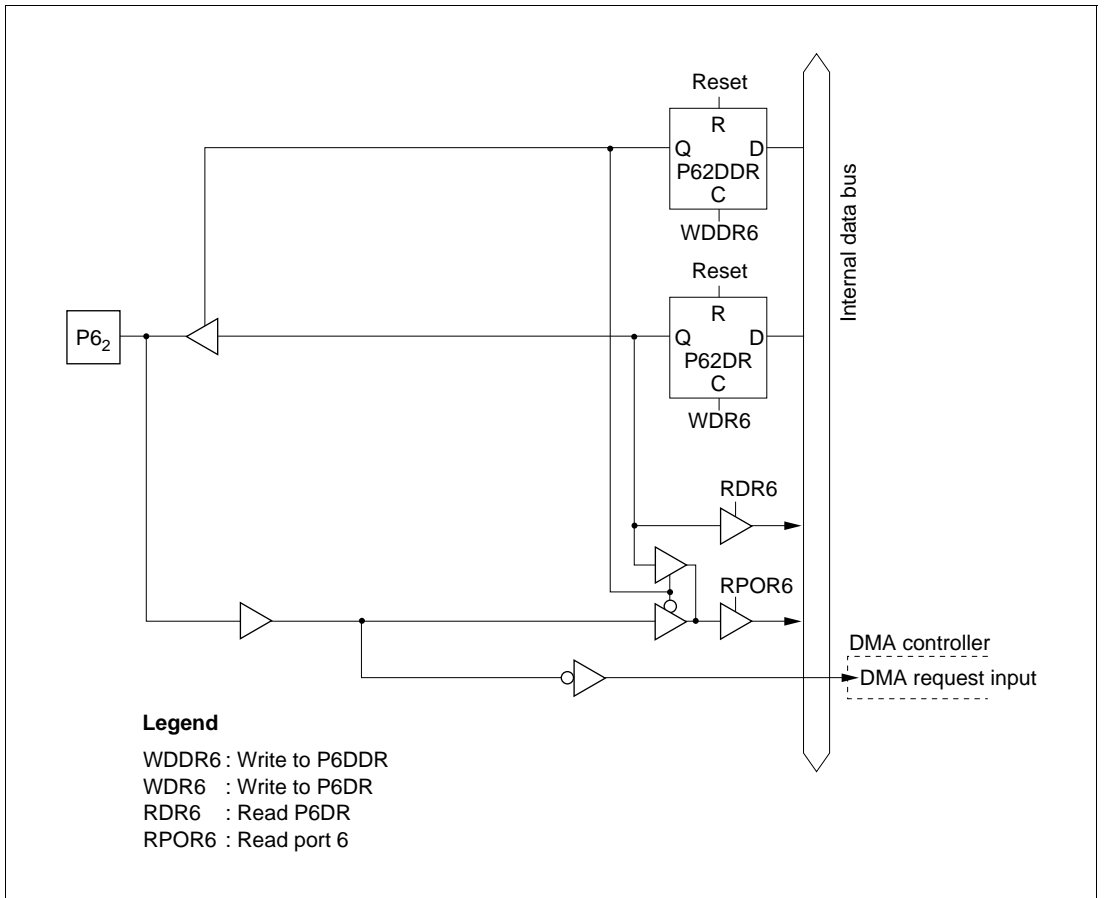 Reset
R
Q D
P62DDR
C
WDDR6
Internal data bus
Reset
R
P6₂
Q D
P62DR
C
WDR6
RDR6
RPOR6
DMA controller
DMA request input
Legend
WDDR6 : Write to P6DDR
WDR6 : Write to P6DR
RDR6 : Read P6DR
RPOR6 : Read port 6